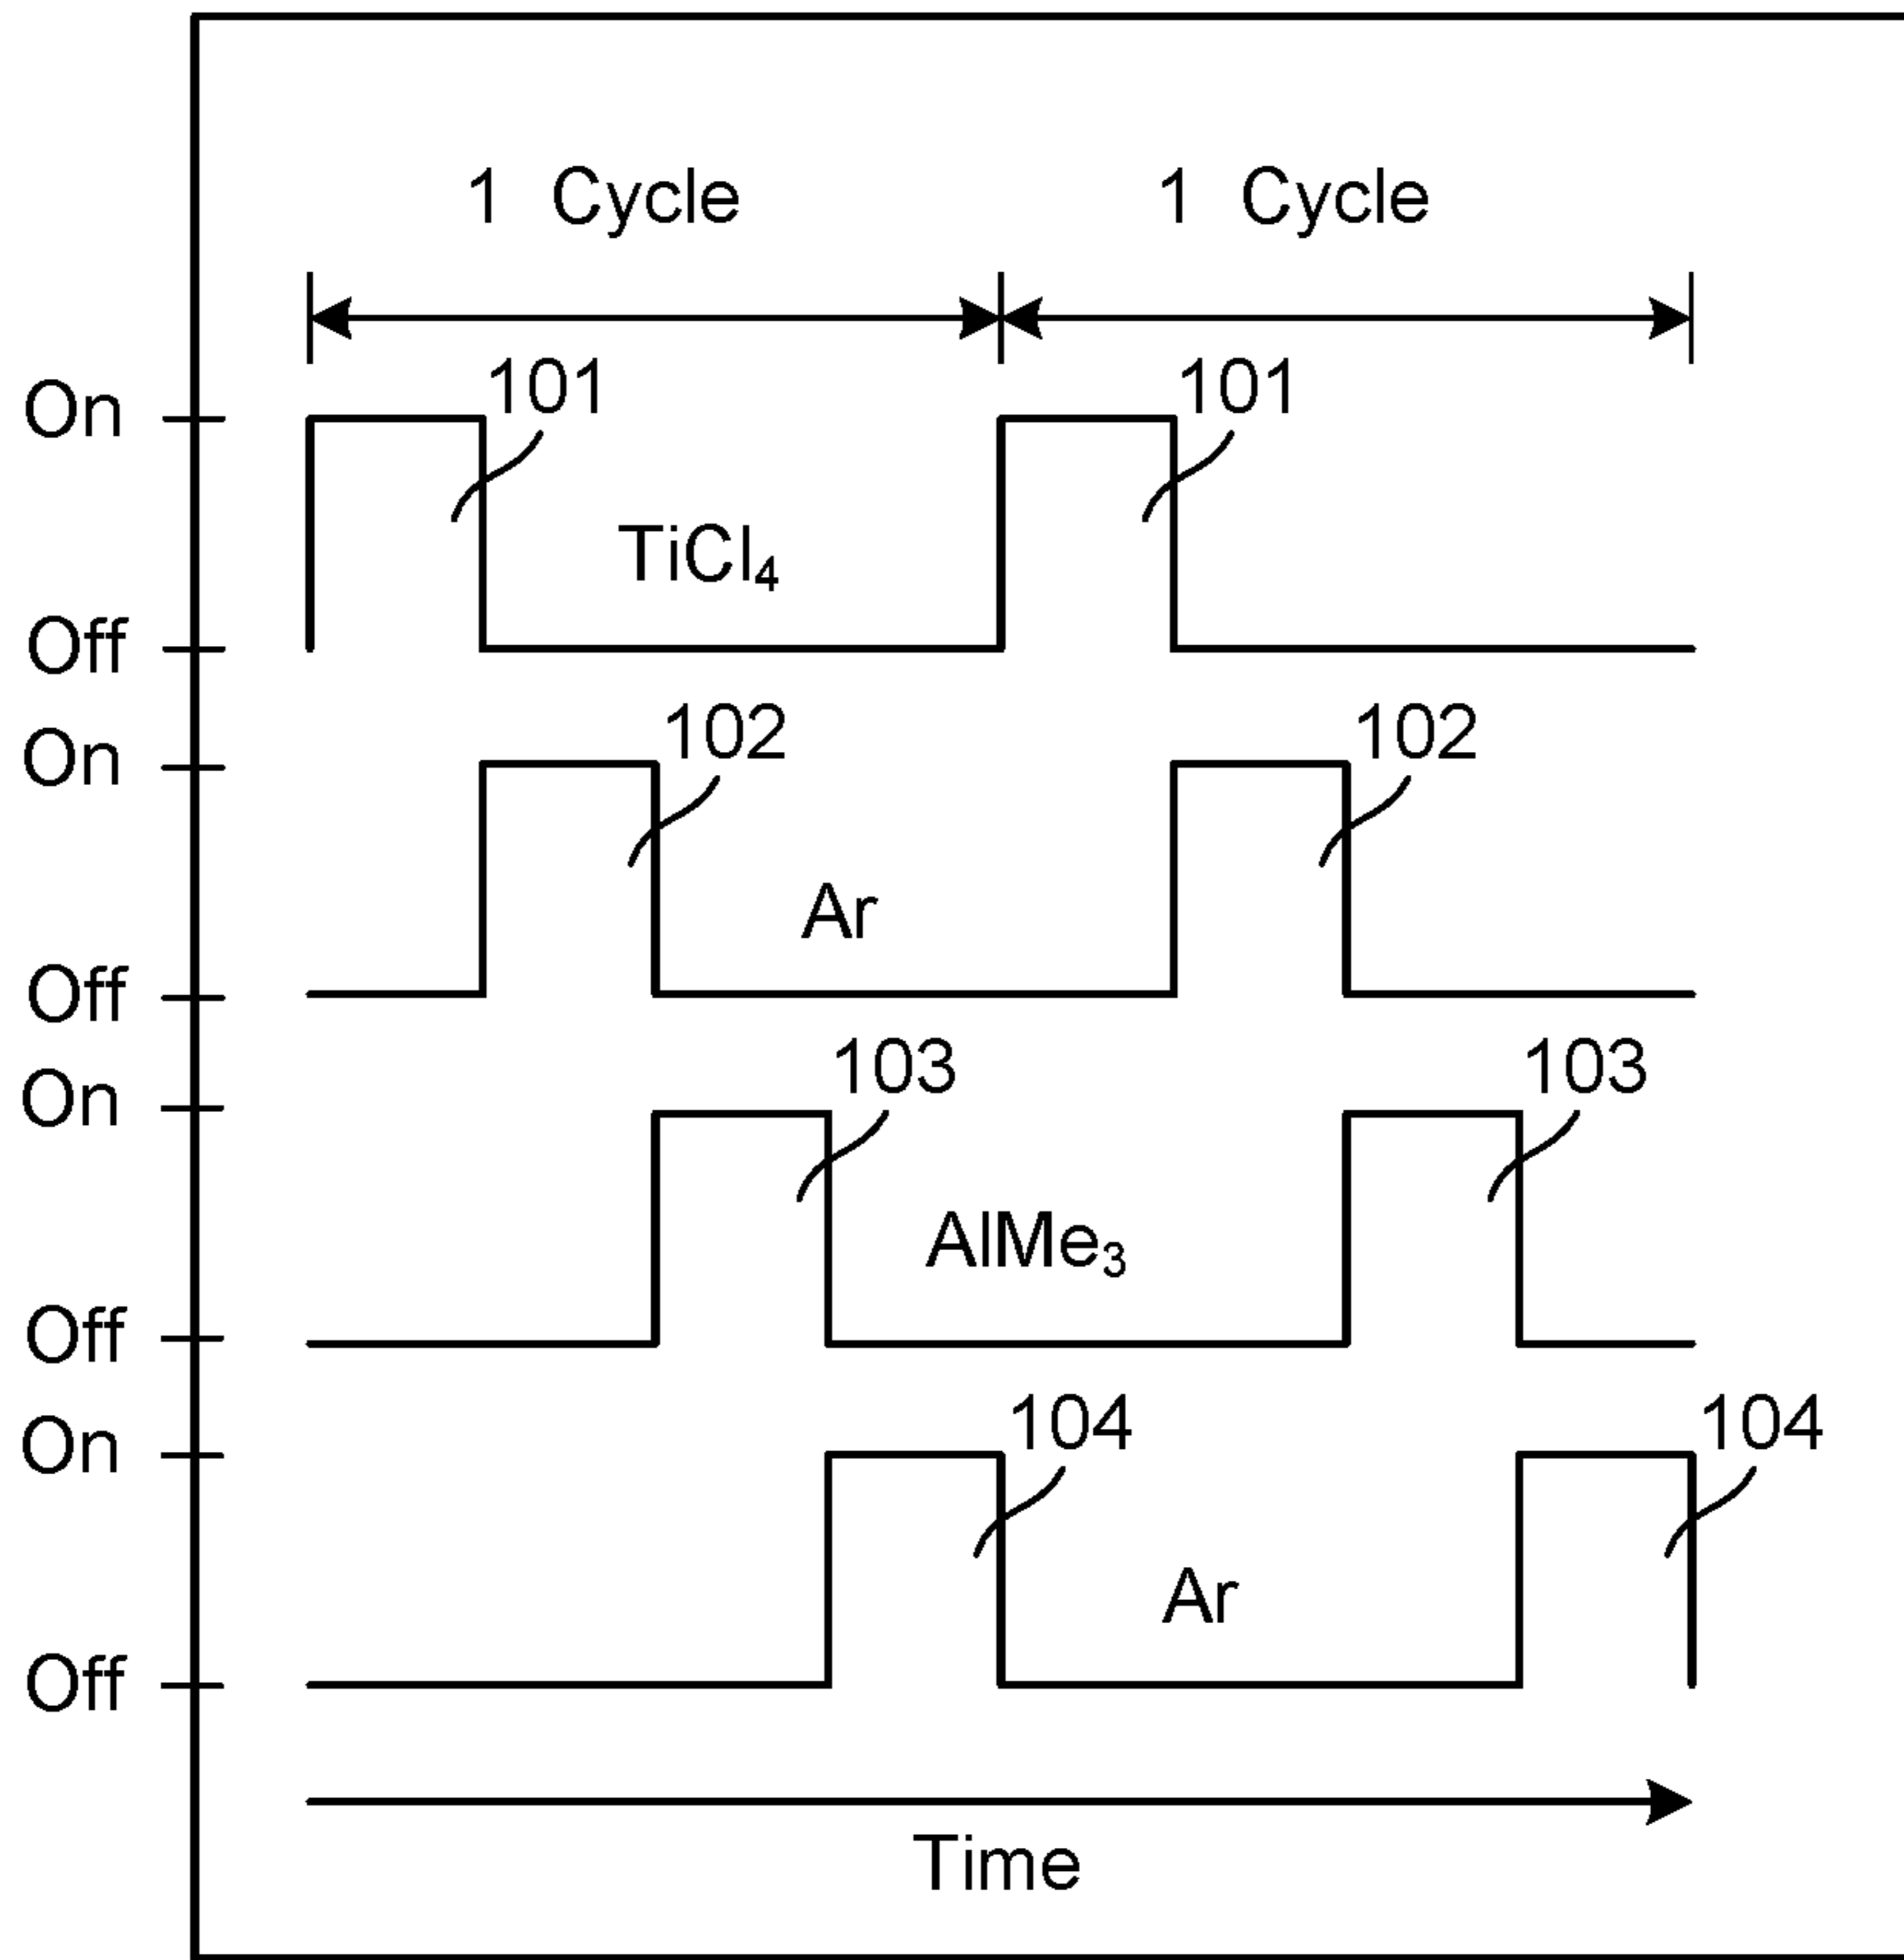 1 Cycle 1 Cycle
101 101
On
TiCl₄
Off
102 102
On
Ar
Off
103 103
On
AlMe₃
Off
104 104
On
Ar
Off
Time